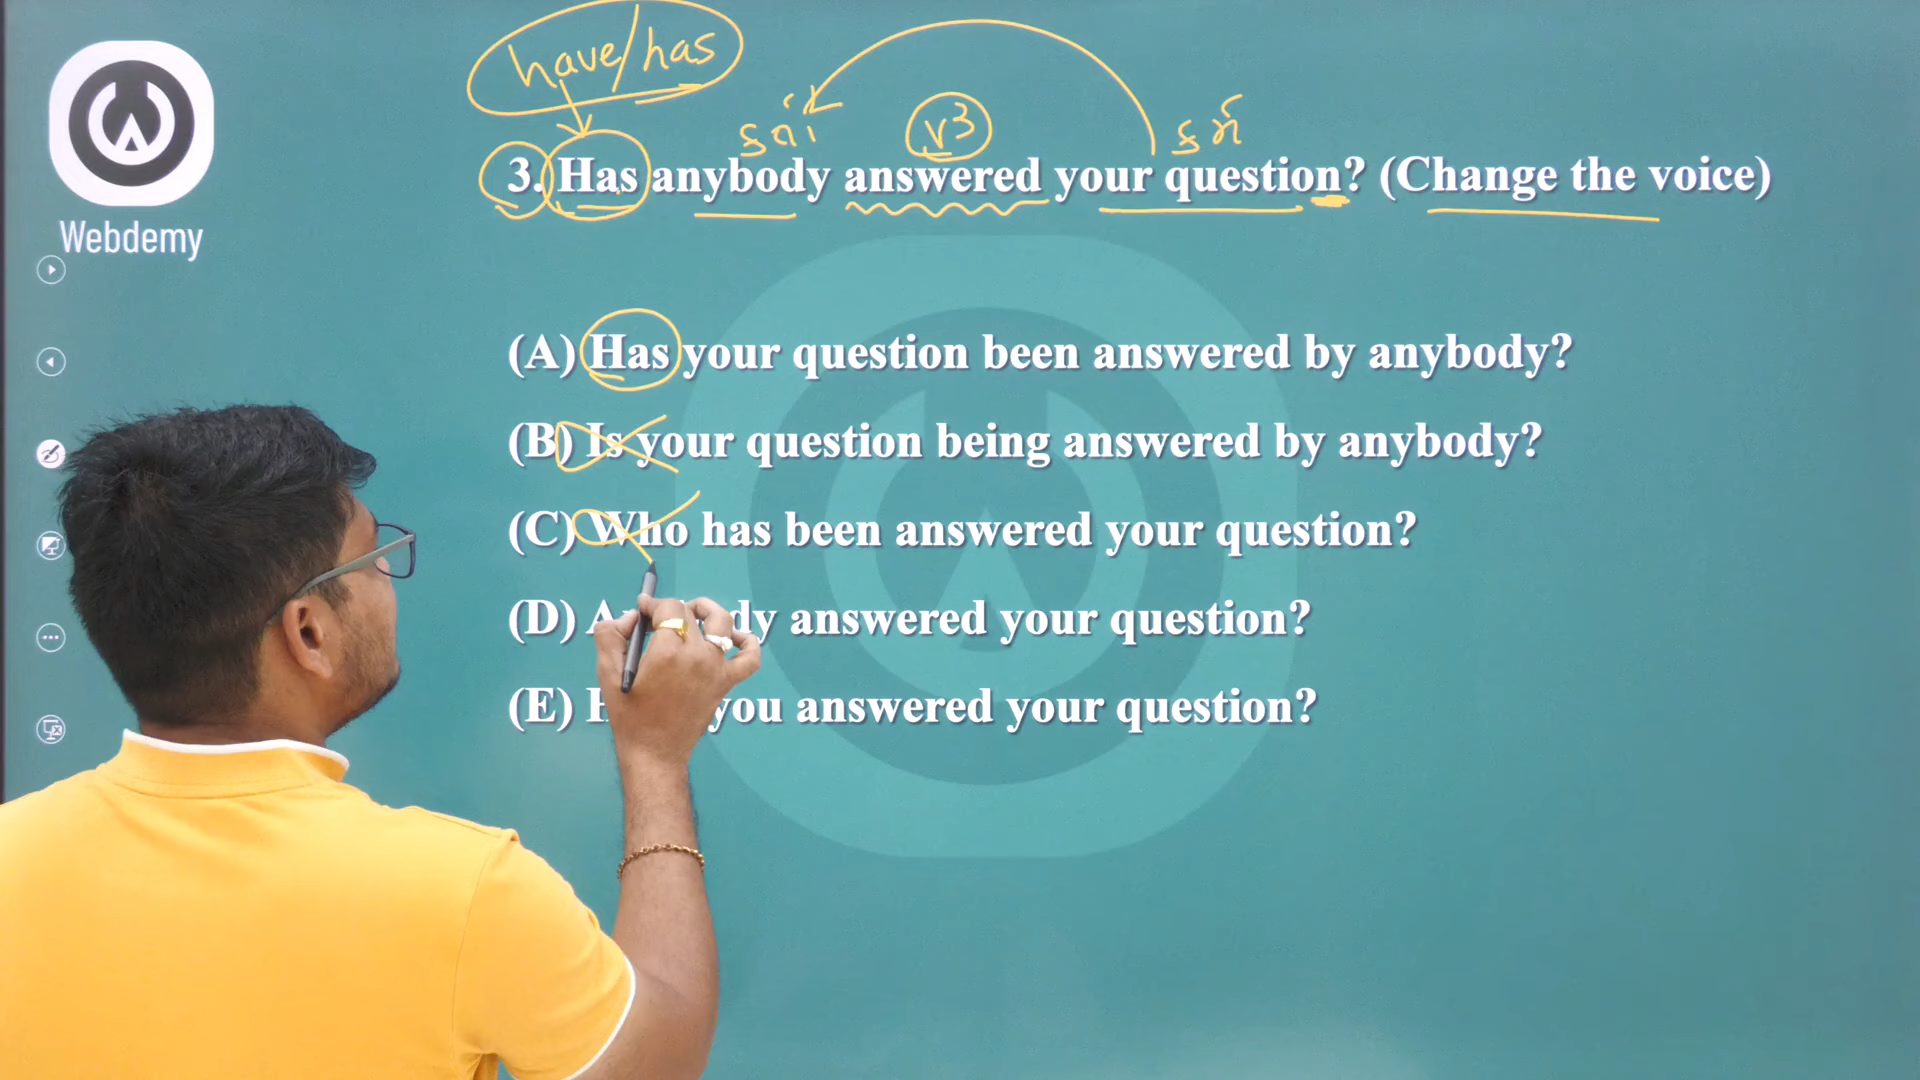 have/has
કર્તા v3 કર્મ
3. Has anybody answered your question? (Change the voice)
Webdemy
(A) Has your question been answered by anybody?
(B) Is your question being answered by anybody?
(C) Who has been answered your question?
(D) answered your question?
(E) you answered your question?